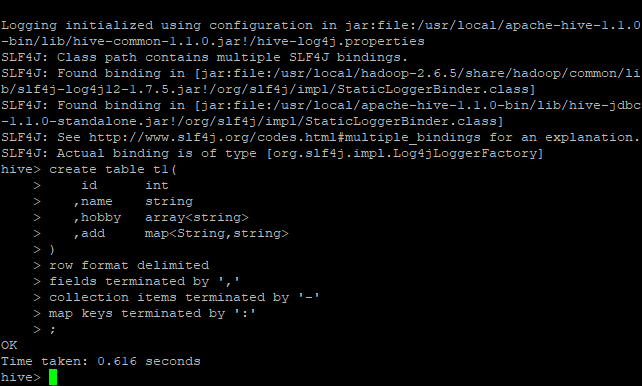 Logging initialized using configuration in jar:file:/usr/local/apache-hive-1.1.0
-bin/lib/hive-common-1.1.0.jar!/hive-log4j.properties
SLF4J: Class path contains multiple SLF4J bindings.
SLF4J: Found binding in [jar:file:/usr/local/hadoop-2.6.5/share/hadoop/common/li
b/slf4j-log4j12-1.7.5.jar!/org/slf4j/impl/StaticLoggerBinder.class]
SLF4J: Found binding in [jar:file:/usr/local/apache-hive-1.1.0-bin/lib/hive-jdbc
-1.1.0-standalone.jar!/org/slf4j/impl/StaticLoggerBinder.class]
SLF4J: See http://www.slf4j.org/codes.html#multiple_bindings for an explanation.
SLF4J: Actual binding is of type [org.slf4j.impl.Log4jLoggerFactory]
hive> create table t1(
    >     id      int
    >    ,name    string
    >    ,hobby   array<string>
    >    ,add     map<String,string>
    > )
    > row format delimited
    > fields terminated by ','
    > collection items terminated by '-'
    > map keys terminated by ':'
    > ;
OK
Time taken: 0.616 seconds
hive>